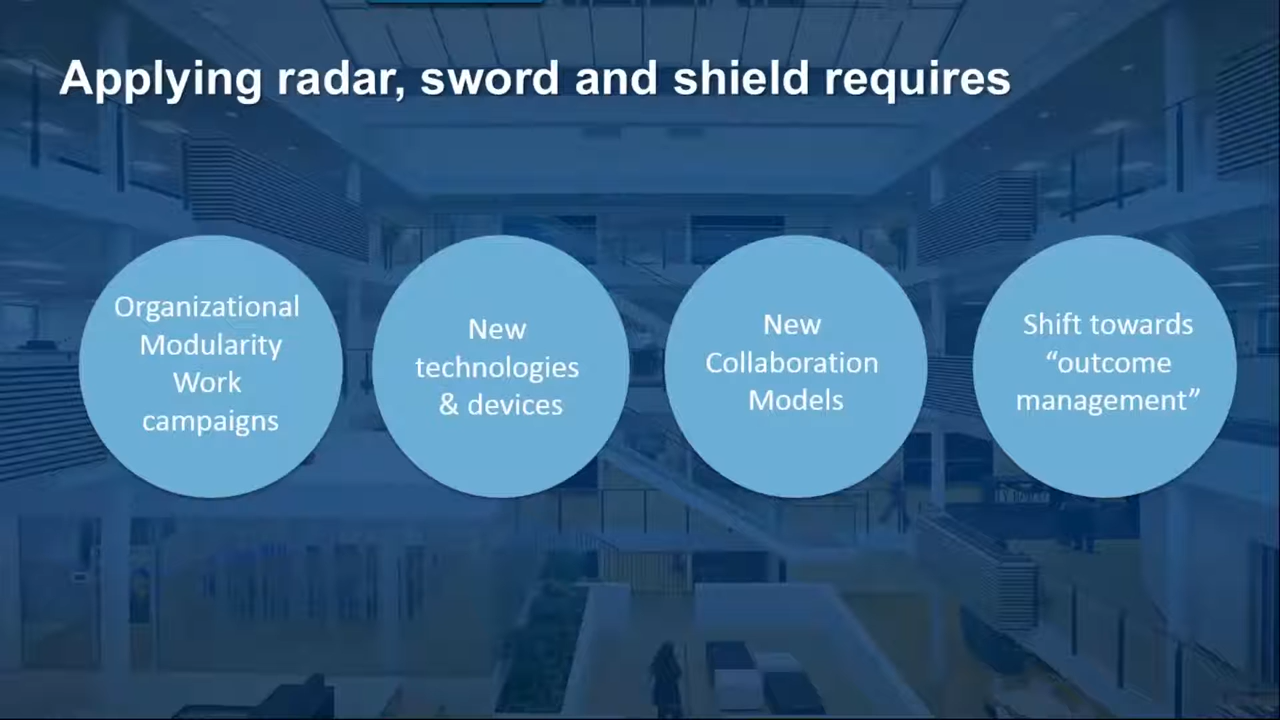 Applying radar, sword and shield requires
Organizational
Modularity
Work
campaigns
New
technologies
& devices
New
Collaboration
Models
Shift towards
“outcome
management”